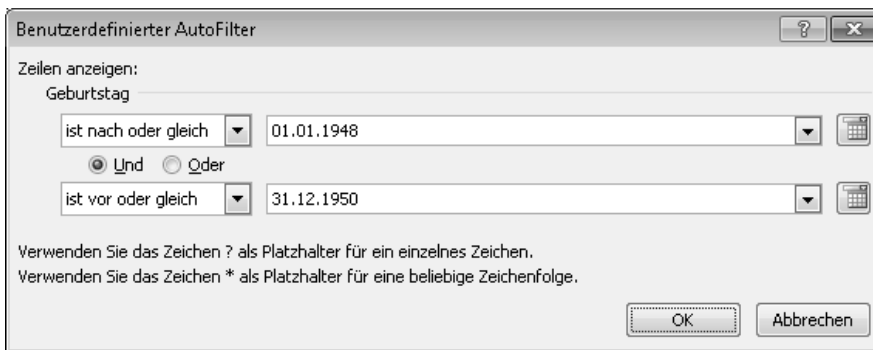 Benutzerdefinierter AutoFilter
Zeilen anzeigen:
Geburtstag
ist nach oder gleich 01.01.1948
Und Oder
ist vor oder gleich 31.12.1950
Verwenden Sie das Zeichen ? als Platzhalter für ein einzelnes Zeichen.
Verwenden Sie das Zeichen * als Platzhalter für eine beliebige Zeichenfolge.
OK Abbrechen